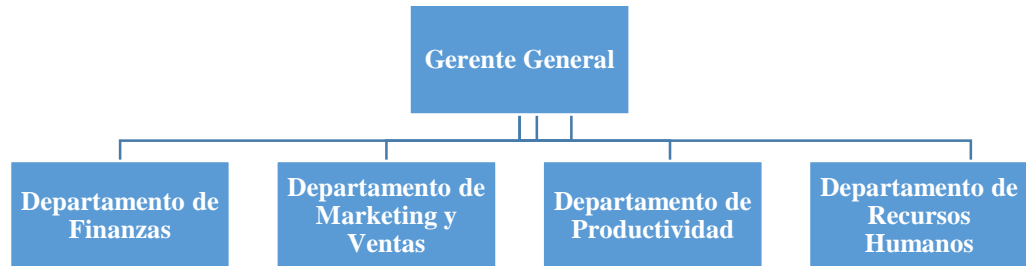 Gerente General
Departamento de
Finanzas
Departamento de
Marketing y
Ventas
Departamento de
Productividad
Departamento de
Recursos
Humanos